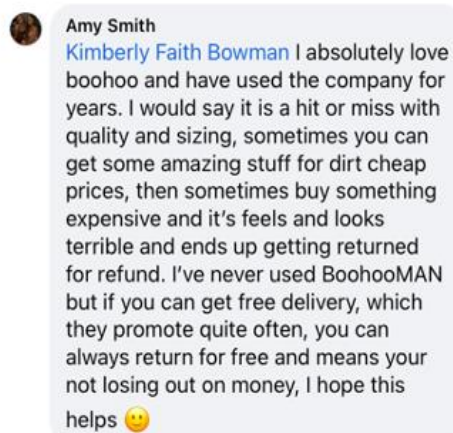 Amy Smith
Kimberly Faith Bowman I absolutely love
boohoo and have used the company for
years. I would say it is a hit or miss with
quality and sizing, sometimes you can
get some amazing stuff for dirt cheap
prices, then sometimes buy something
expensive and it's feels and looks
terrible and ends up getting returned
for refund. I've never used BoohooMAN
but if you can get free delivery, which
they promote quite often, you can
always return for free and means your
not losing out on money, I hope this
helps 🙂